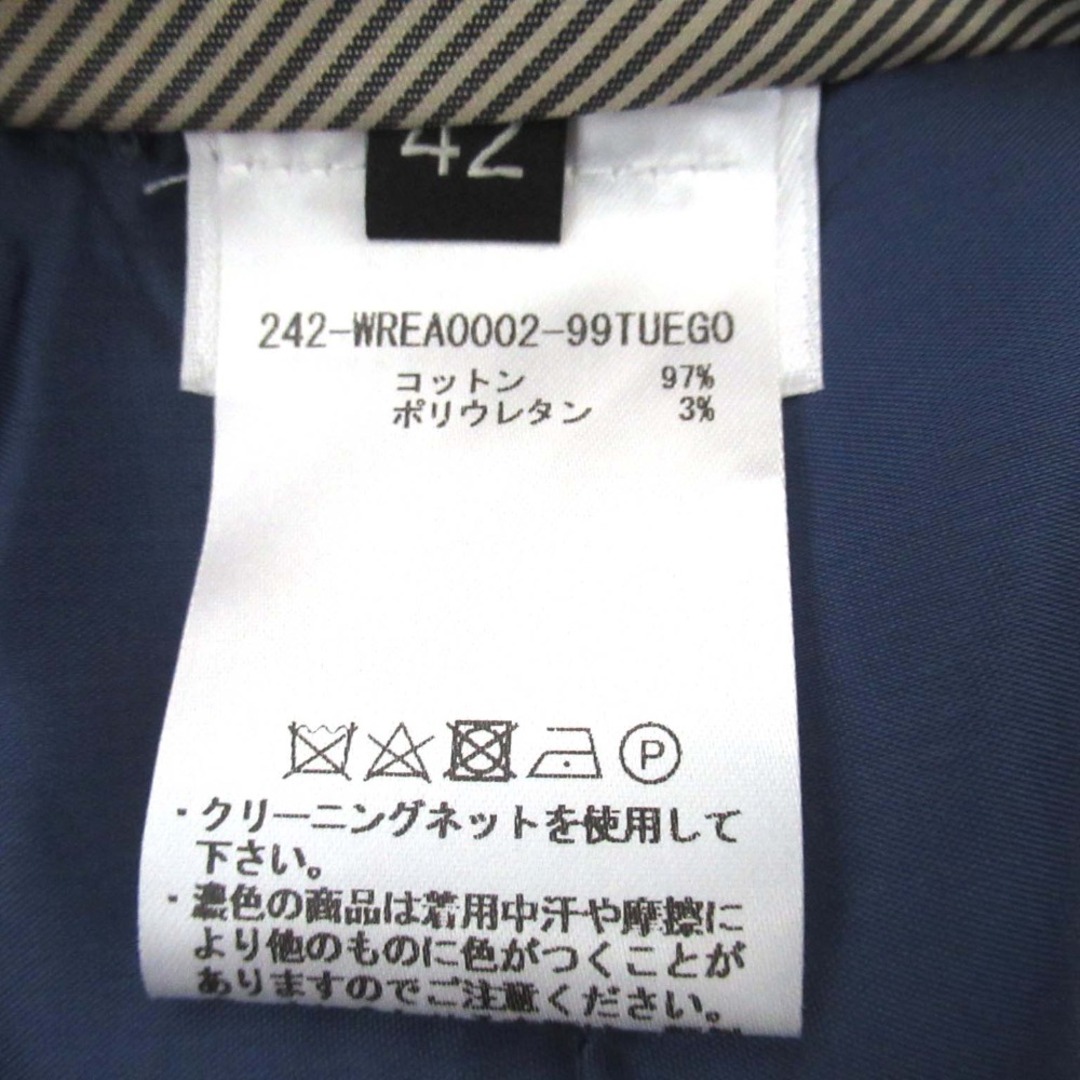 42
242-WREA0002-99TUEGO
コットン 97%
ポリウレタン 3%
P
・クリーニングネットを使用して
下さい。
・濃色の商品は着用中汗や摩擦に
より他のものに色がつくことが
ありますのでご注意ください。